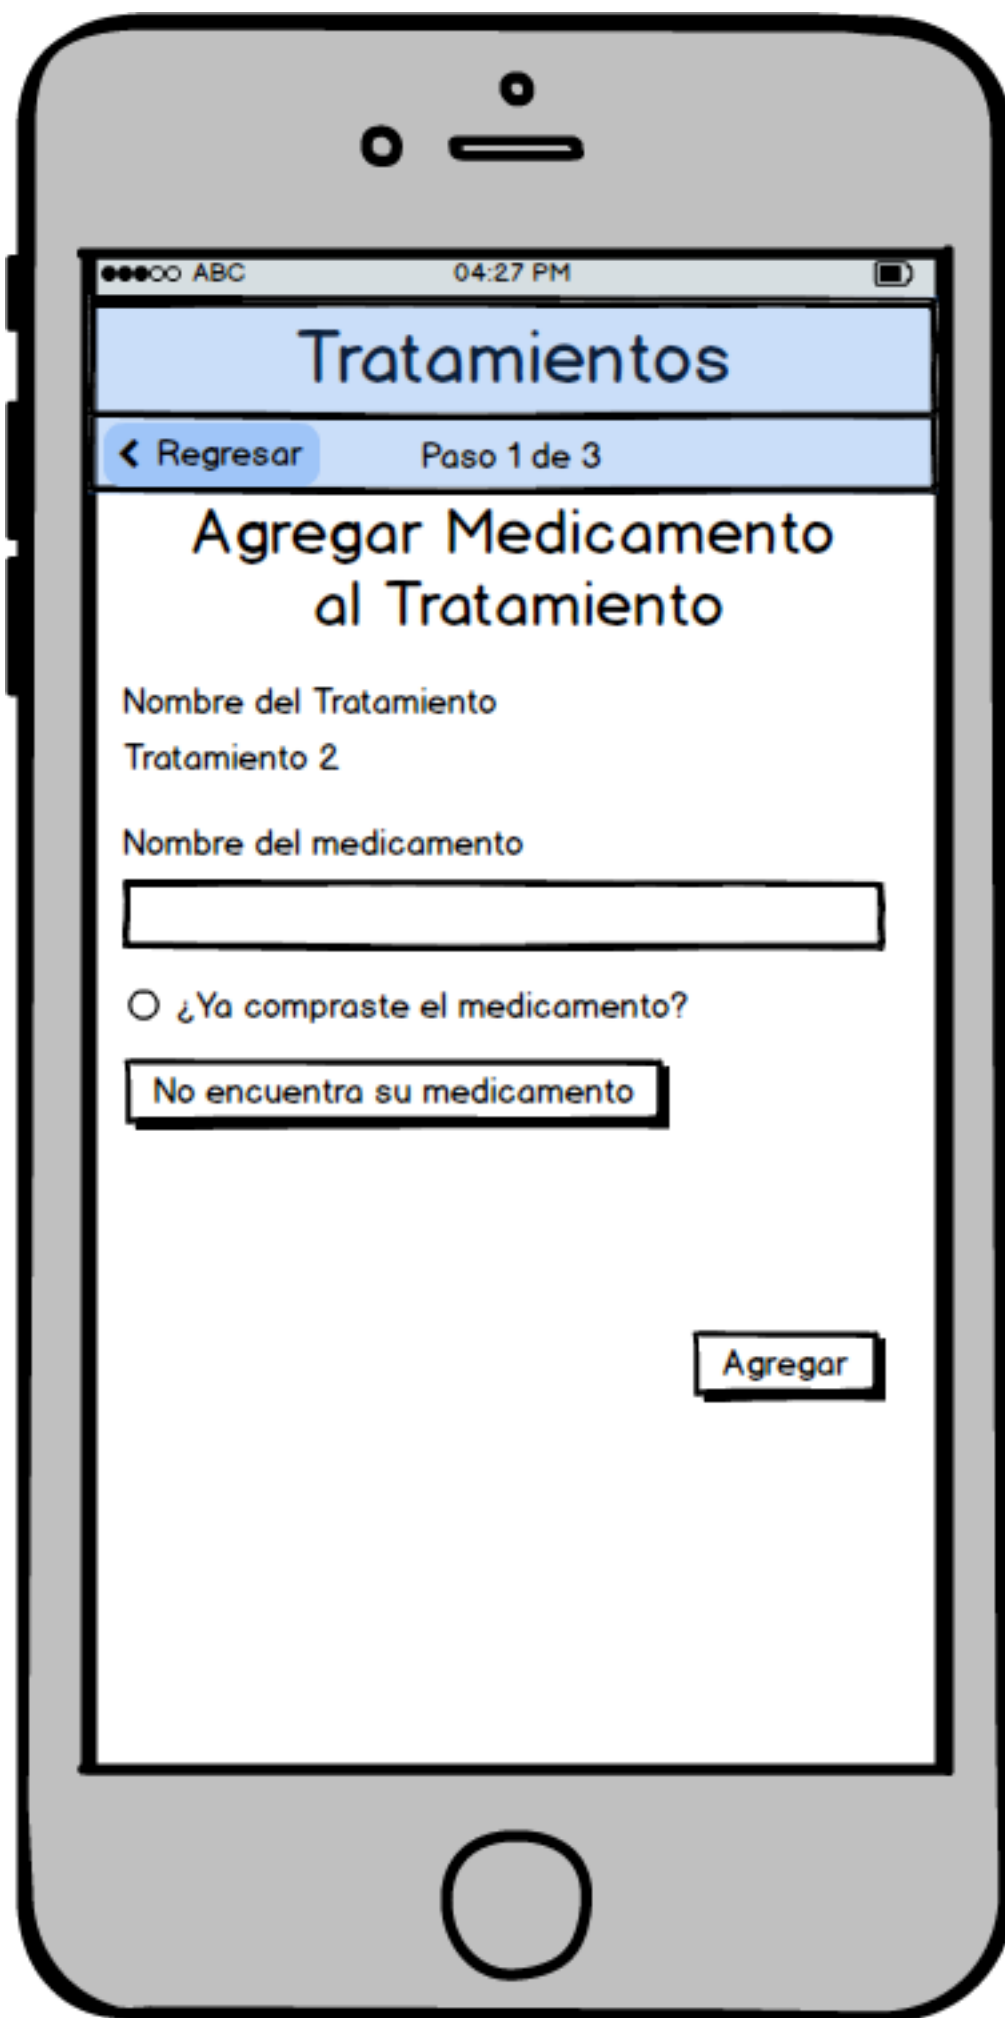 ABC 04:27 PM
Tratamientos
Regresar Paso 1 de 3
Agregar Medicamento
al Tratamiento
Nombre del Tratamiento
Tratamiento 2
Nombre del medicamento
¿Ya compraste el medicamento?
No encuentra su medicamento
Agregar